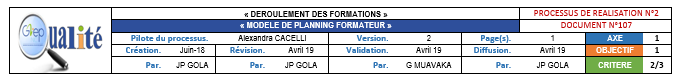 Gfep
Qualité
« DEROULEMENT DES FORMATIONS »
PROCESSUS DE REALISATION N°2
« MODELE DE PLANNING FORMATEUR »
DOCUMENT N°107
Pilote du processus. Alexandra CACELLI Version. 2 Page(s). 1 AXE 1
Création. Juin-18 Révision. Avril 19 Validation. Avril 19 Diffusion. Avril 19 OBJECTIF 1
Par. JP GOLA Par. JP GOLA Par. G MUAVAKA Par. JP GOLA CRITERE 2/3